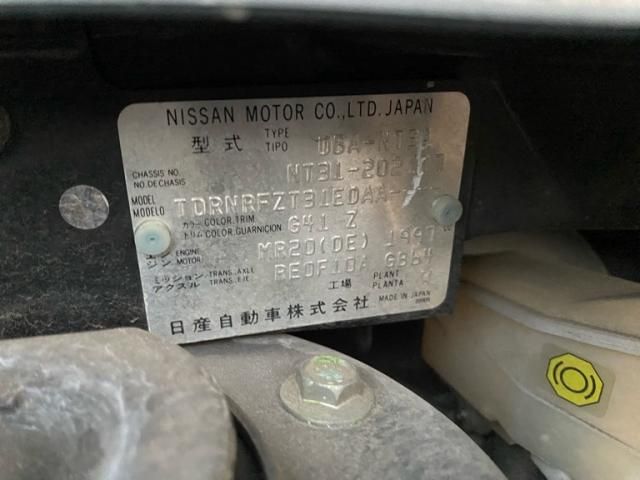 NISSAN MOTOR CO.,LTD. JAPAN
型式 TYPE TIPO DBA-NT31
CHASSIS NO. NO.DECHASIS NT31-202
MODEL MODELO TDRNRFZT31EDAA
カラー COLOR,TRIM トリム COLOR,GUARNICION G41 Z
エンジン ENGINE MOTOR MR20(DE) 1997 cc
ミッション アクスル TRANS.,AXLE TRANS.,EJE RE0F10A GB64
工場 PLANT PLANTA
日産自動車株式会社 MADE IN JAPAN